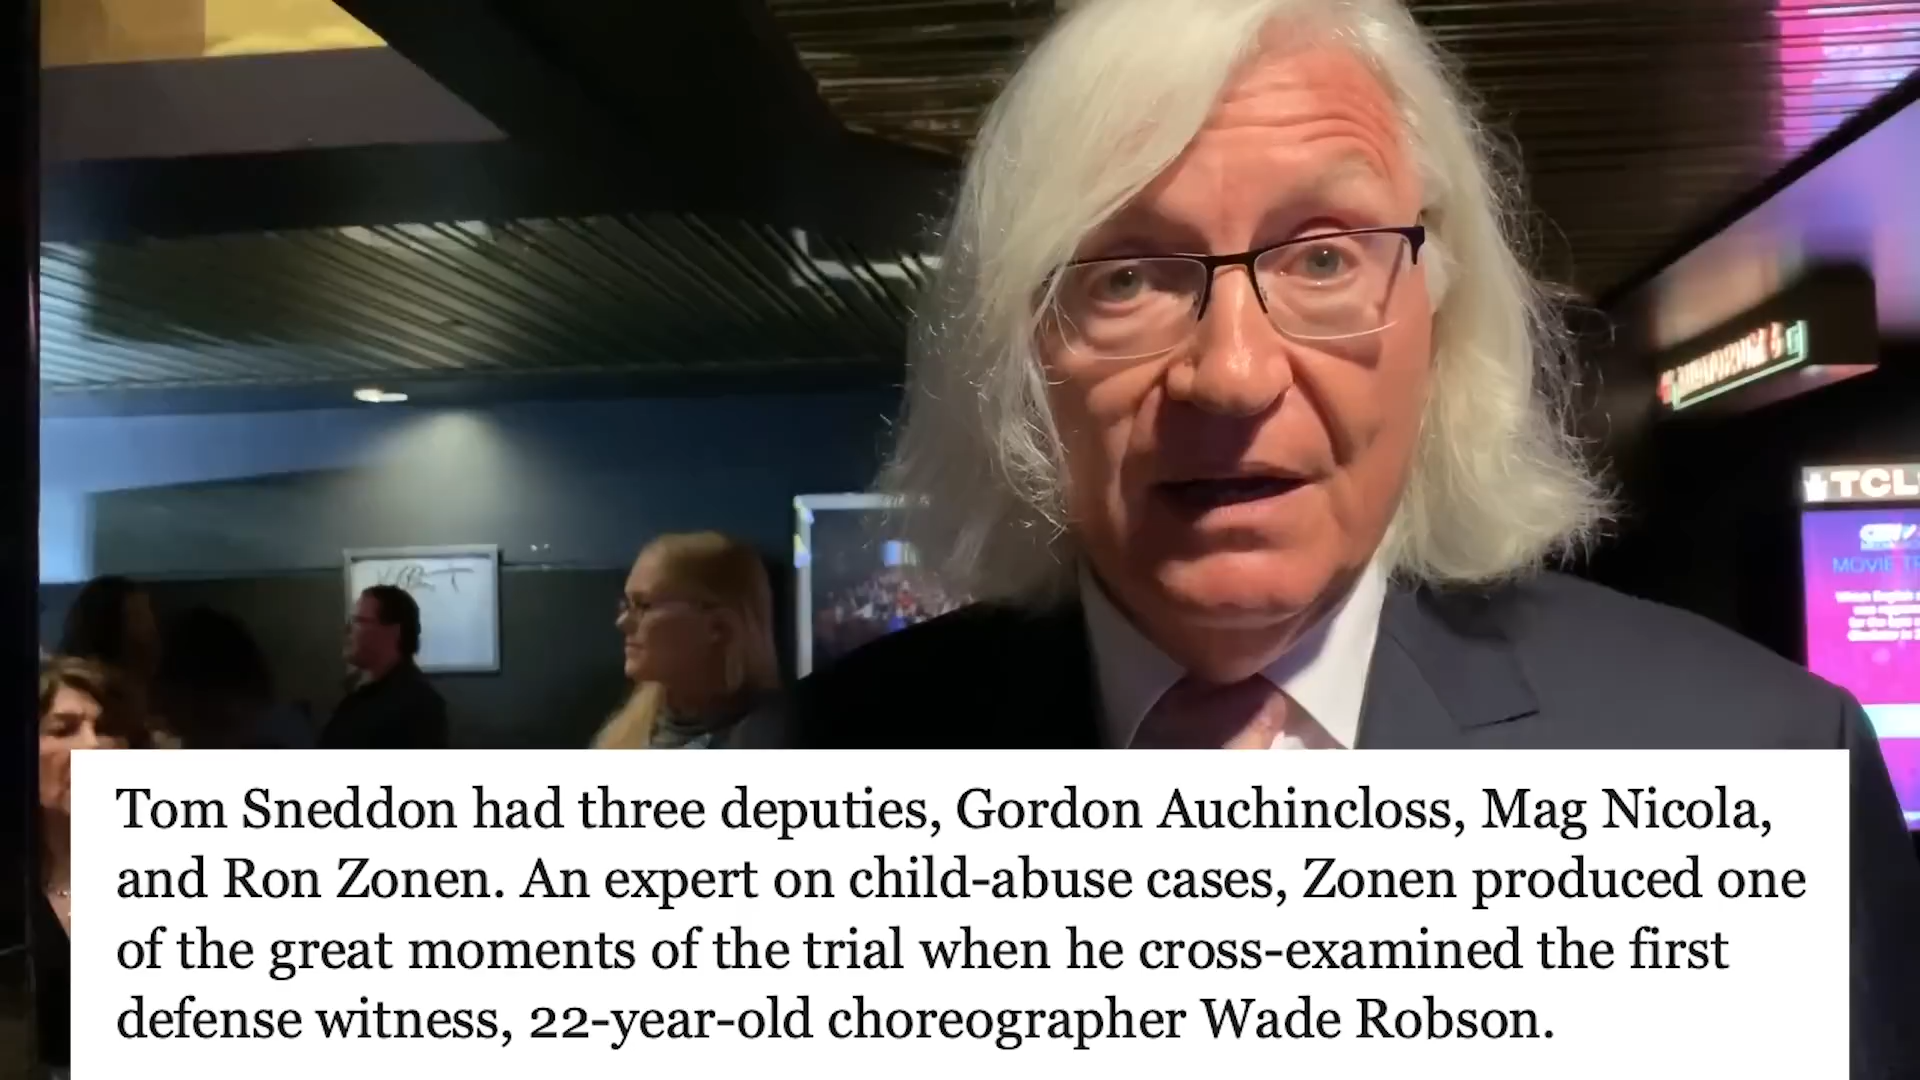 TCL
MOVIE
Tom Sneddon had three deputies, Gordon Auchincloss, Mag Nicola,
and Ron Zonen. An expert on child-abuse cases, Zonen produced one
of the great moments of the trial when he cross-examined the first
defense witness, 22-year-old choreographer Wade Robson.